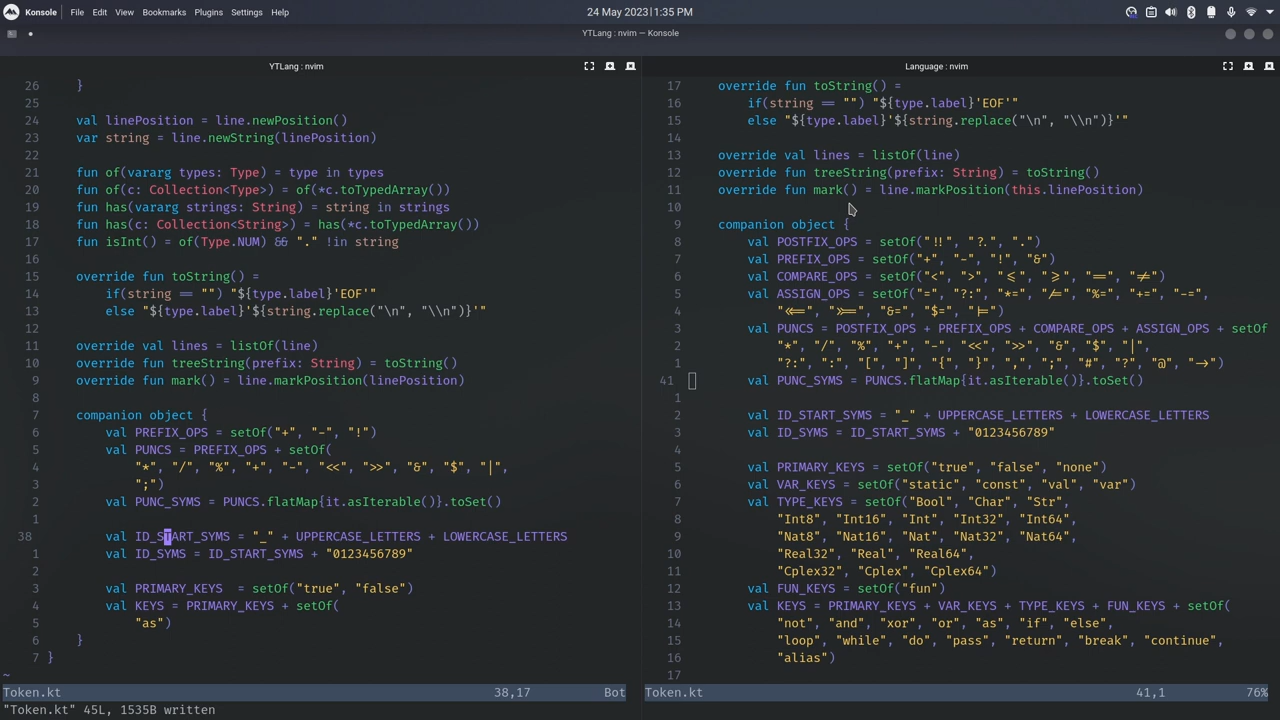 Konsole File Edit View Bookmarks Plugins Settings Help 24 May 2023|1:35 PM
YTLang : nvim — Konsole
YTLang : nvim
26 }
25
24 val linePosition = line.newPosition()
23 var string = line.newString(linePosition)
22
21 fun of(vararg types: Type) = type in types
20 fun of(c: Collection<Type>) = of(*c.toTypedArray())
19 fun has(vararg strings: String) = string in strings
18 fun has(c: Collection<String>) = has(*c.toTypedArray())
17 fun isInt() = of(Type.NUM) && "." !in string
16
15 override fun toString() =
14 if(string == "") "${type.label}'EOF'"
13 else "${type.label}'${string.replace("\n", "\\n")}'"
12
11 override val lines = listOf(line)
10 override fun treeString(prefix: String) = toString()
9 override fun mark() = line.markPosition(linePosition)
8
7 companion object {
6 val PREFIX_OPS = setOf("+", "-", "!")
5 val PUNCS = PREFIX_OPS + setOf(
4 "*", "/", "%", "+", "-", "<<", ">>", "&", "$", "|",
3 ";")
2 val PUNC_SYMS = PUNCS.flatMap{it.asIterable()}.toSet()
1
38 val ID_START_SYMS = "_" + UPPERCASE_LETTERS + LOWERCASE_LETTERS
1 val ID_SYMS = ID_START_SYMS + "0123456789"
2
3 val PRIMARY_KEYS  = setOf("true", "false")
4 val KEYS = PRIMARY_KEYS + setOf(
5 "as")
6 }
7 }
~
Token.kt 38,17 Bot
"Token.kt" 45L, 1535B written
Language : nvim
17 override fun toString() =
16 if(string == "") "${type.label}'EOF'"
15 else "${type.label}'${string.replace("\n", "\\n")}'"
14
13 override val lines = listOf(line)
12 override fun treeString(prefix: String) = toString()
11 override fun mark() = line.markPosition(this.linePosition)
10
9 companion object {
8 val POSTFIX_OPS = setOf("!!", "?.", ".")
7 val PREFIX_OPS = setOf("+", "-", "!", "&")
6 val COMPARE_OPS = setOf("<", ">", "<=", ">=", "==", "!=")
5 val ASSIGN_OPS = setOf("=", "?:", "*=", "/=", "%=", "+=", "-=",
4 "<<=", ">>=", "&=", "$=", "|=")
3 val PUNCS = POSTFIX_OPS + PREFIX_OPS + COMPARE_OPS + ASSIGN_OPS + setOf
2 "*", "/", "%", "+", "-", "<<", ">>", "&", "$", "|",
1 "?:", ":", "[", "]", "{", "}", ",", ";", "#", "?", "@", "->")
41 val PUNC_SYMS = PUNCS.flatMap{it.asIterable()}.toSet()
1
2 val ID_START_SYMS = "_" + UPPERCASE_LETTERS + LOWERCASE_LETTERS
3 val ID_SYMS = ID_START_SYMS + "0123456789"
4
5 val PRIMARY_KEYS = setOf("true", "false", "none")
6 val VAR_KEYS = setOf("static", "const", "val", "var")
7 val TYPE_KEYS = setOf("Bool", "Char", "Str",
8 "Int8", "Int16", "Int", "Int32", "Int64",
9 "Nat8", "Nat16", "Nat", "Nat32", "Nat64",
10 "Real32", "Real", "Real64",
11 "Cplex32", "Cplex", "Cplex64")
12 val FUN_KEYS = setOf("fun")
13 val KEYS = PRIMARY_KEYS + VAR_KEYS + TYPE_KEYS + FUN_KEYS + setOf(
14 "not", "and", "xor", "or", "as", "if", "else",
15 "loop", "while", "do", "pass", "return", "break", "continue",
16 "alias")
17
Token.kt 41,1 76%